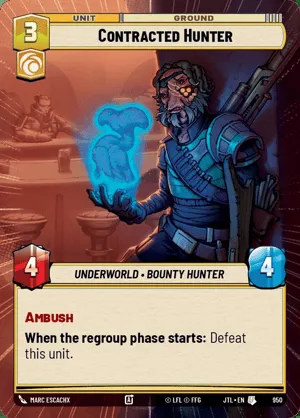 UNIT
GROUND
3
CONTRACTED HUNTER
4
4
UNDERWORLD • BOUNTY HUNTER
AMBUSH
When the regroup phase starts: Defeat
this unit.
MARC ESCACHX
© LFL © FFG
JTL • EN
950